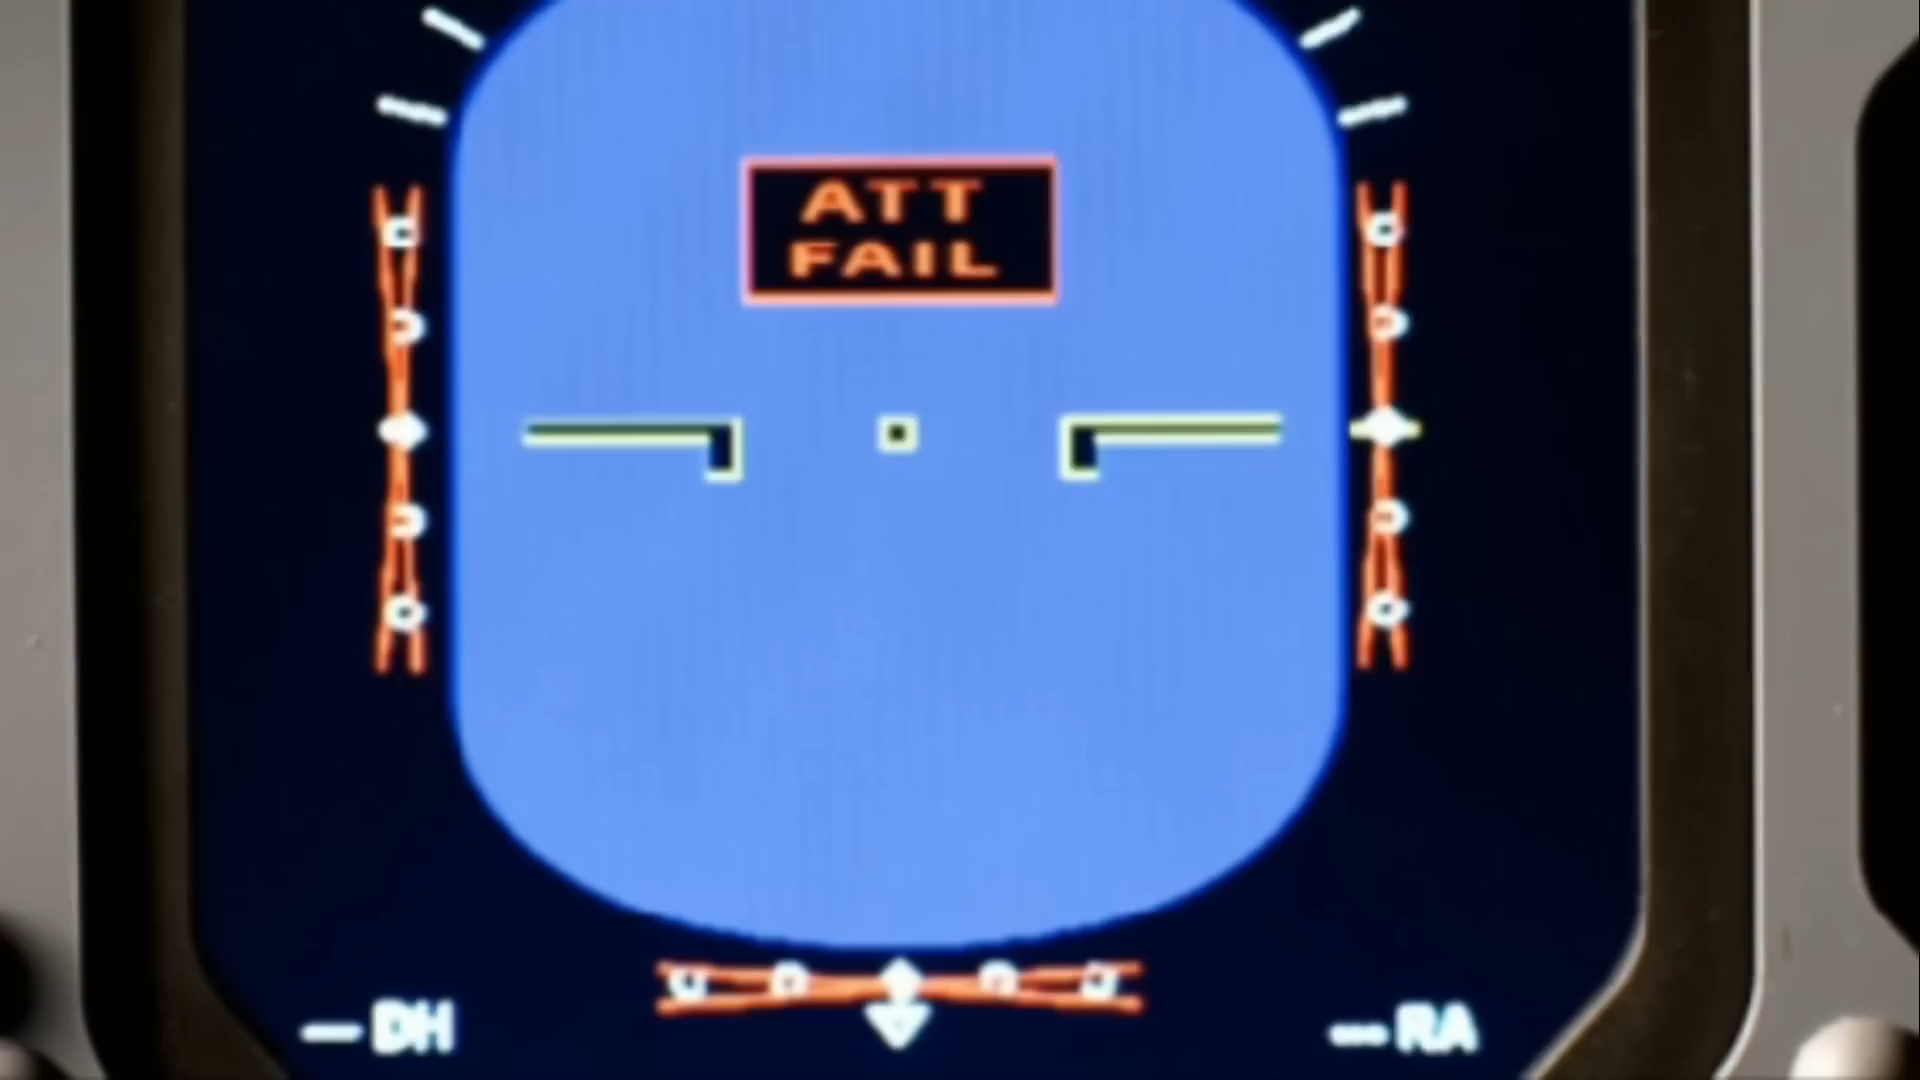 ATT
FAIL
— DH
--- RA